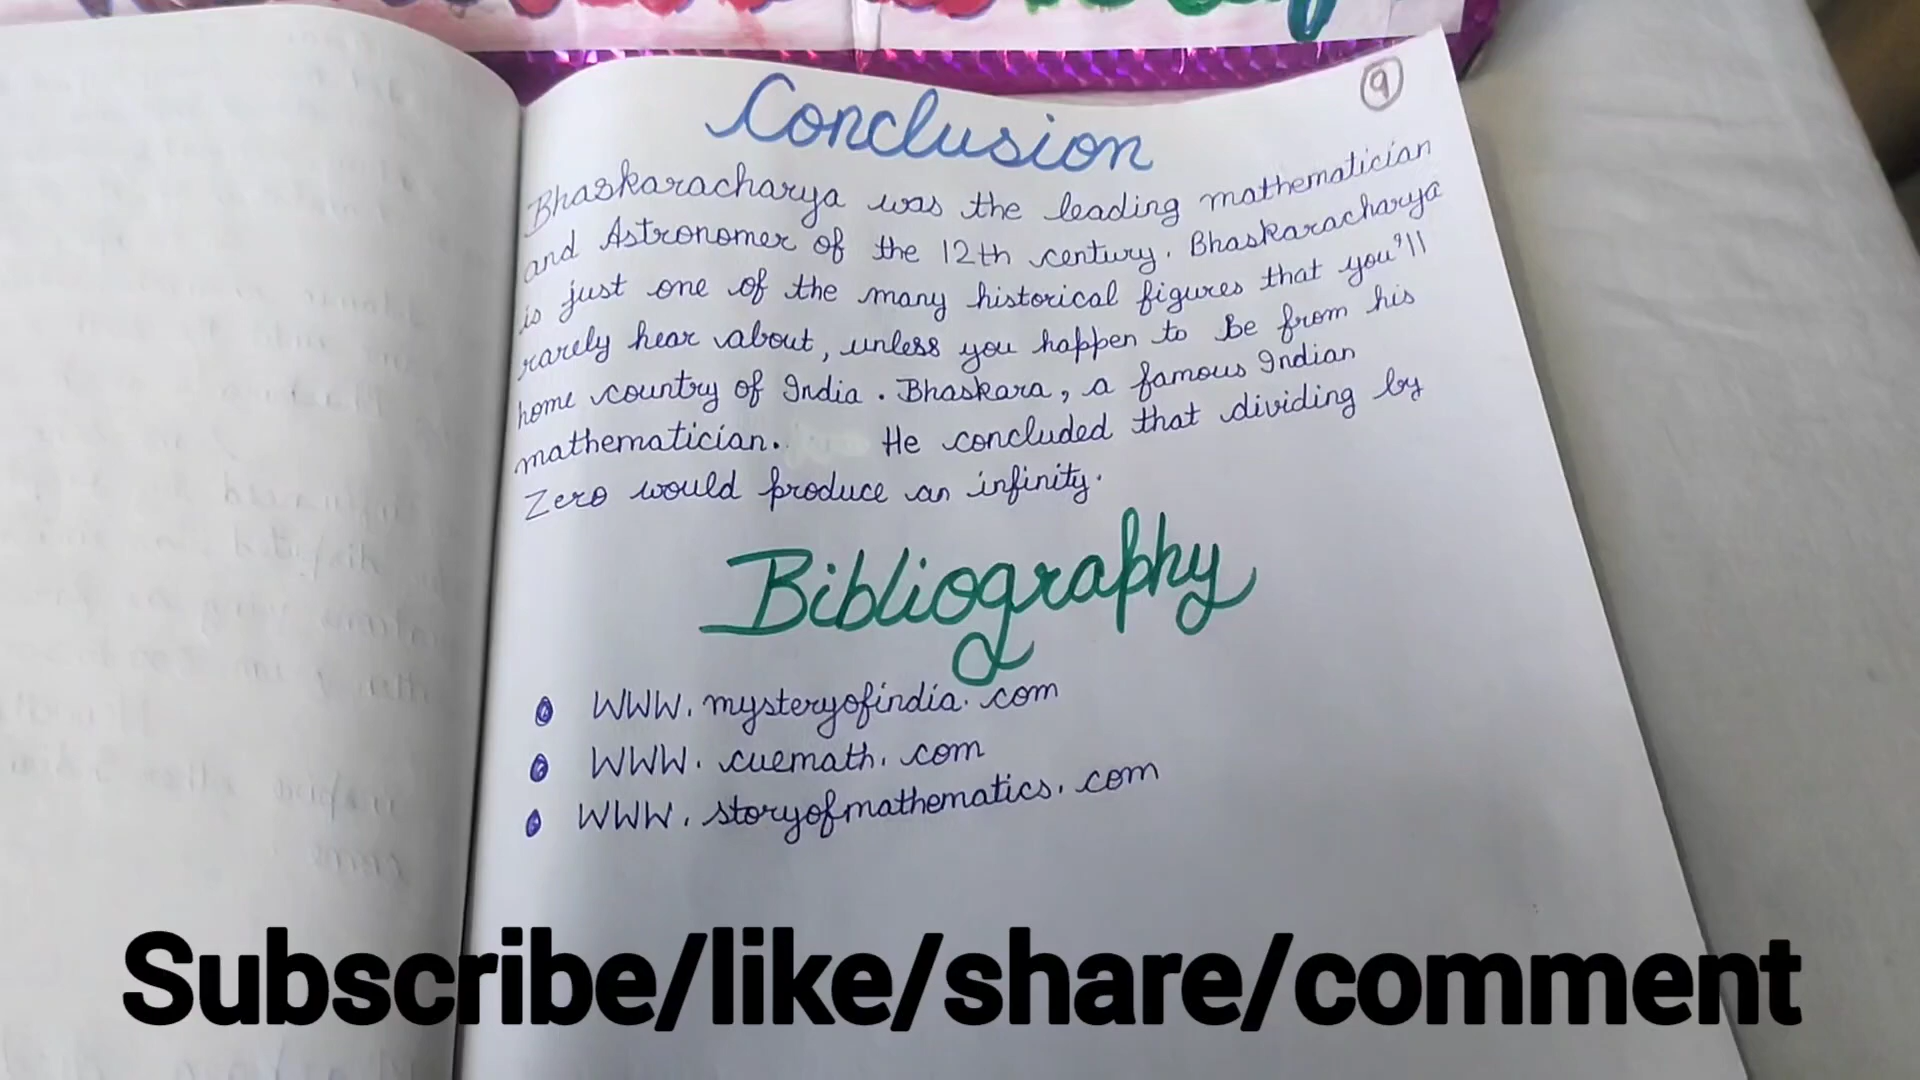 9
Conclusion
Bhaskaracharya was the leading mathematician
and Astronomer of the 12th century. Bhaskaracharya
is just one of the many historical figures that you'll
rarely hear about, unless you happen to be from his
home country of India. Bhaskara, a famous Indian
mathematician. He concluded that dividing by
Zero would produce an infinity.
Bibliography
• WWW.mysteryofindia.com
• WWW.cuemath.com
• WWW.storyofmathematics.com
Subscribe/like/share/comment